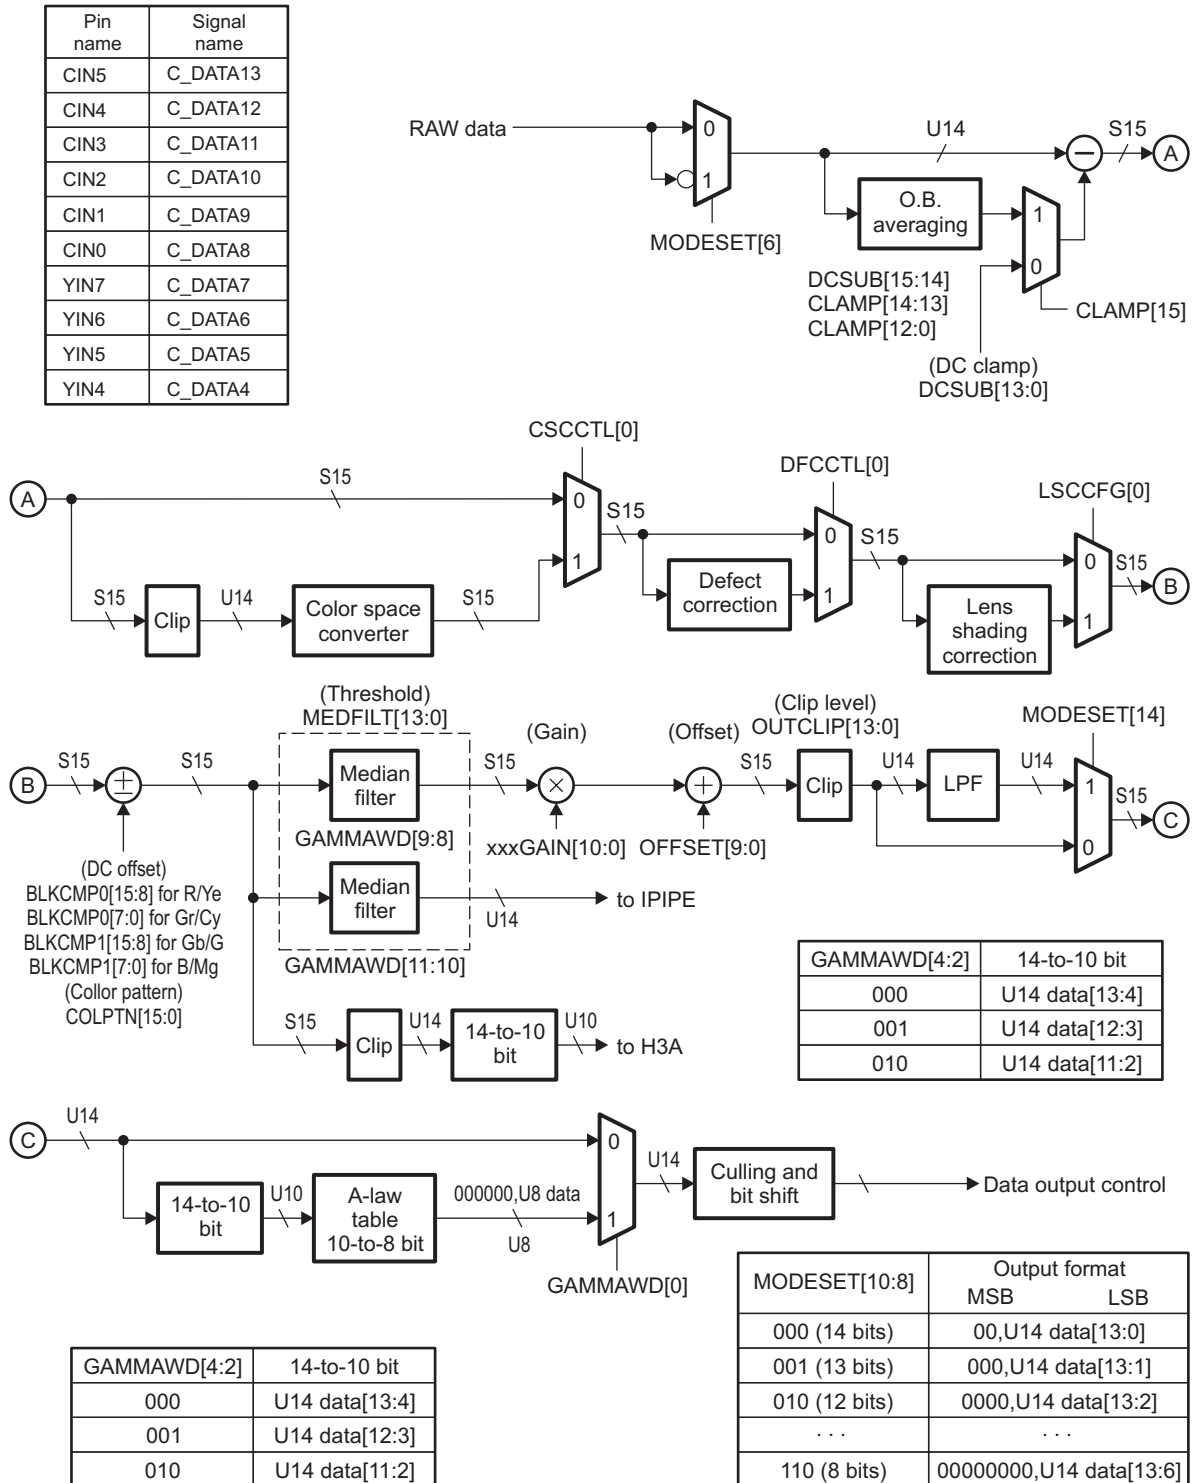 Pin name	Signal name
CIN5	C_DATA13
CIN4	C_DATA12
CIN3	C_DATA11
CIN2	C_DATA10
CIN1	C_DATA9
CIN0	C_DATA8
YIN7	C_DATA7
YIN6	C_DATA6
YIN5	C_DATA5
YIN4	C_DATA4
RAW data
0
1
MODESET[6]
U14
S15
−
A
O.B.
averaging
1
0
DCSUB[15:14]
CLAMP[14:13]
CLAMP[12:0]
CLAMP[15]
(DC clamp)
DCSUB[13:0]
CSCCTL[0]
DFCCTL[0]
LSCCFG[0]
A
S15
0
1
S15
0
1
S15
0
1
S15
B
S15
Clip
U14
Color space
converter
S15
Defect
correction
Lens
shading
correction
(Threshold)
MEDFILT[13:0]
(Gain)
(Offset)
(Clip level)
OUTCLIP[13:0]
MODESET[14]
B
S15
±
S15
Median
filter
S15
×
+
S15
Clip
U14
LPF
U14
1
0
S15
C
GAMMAWD[9:8]
xxxGAIN[10:0]
OFFSET[9:0]
(DC offset)
BLKCMP0[15:8] for R/Ye
BLKCMP0[7:0] for Gr/Cy
BLKCMP1[15:8] for Gb/G
BLKCMP1[7:0] for B/Mg
(Collor pattern)
COLPTN[15:0]
Median
filter
U14
to IPIPE
GAMMAWD[11:10]
S15
Clip
U14
14-to-10
bit
U10
to H3A
GAMMAWD[4:2]	14-to-10 bit
000	U14 data[13:4]
001	U14 data[12:3]
010	U14 data[11:2]
C
U14
14-to-10
bit
U10
A-law
table
10-to-8 bit
000000,U8 data
U8
0
1
GAMMAWD[0]
U14
Culling and
bit shift
Data output control
MODESET[10:8]	Output format
MSB	LSB
000 (14 bits)	00,U14 data[13:0]
001 (13 bits)	000,U14 data[13:1]
010 (12 bits)	0000,U14 data[13:2]
. . .	. . .
110 (8 bits)	00000000,U14 data[13:6]
GAMMAWD[4:2]	14-to-10 bit
000	U14 data[13:4]
001	U14 data[12:3]
010	U14 data[11:2]